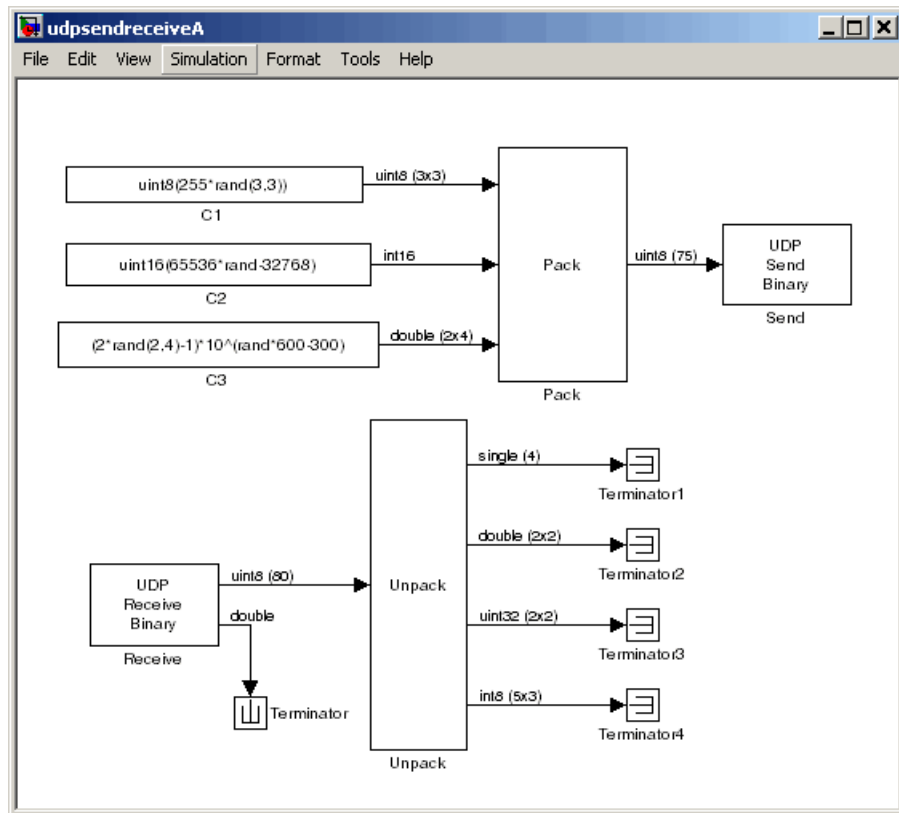 udpsendreceiveA
File Edit View Simulation Format Tools Help
uint8(255*rand(3,3))
C1
uint8 (3x3)
uint16(65536*rand-32768)
C2
int16
(2*rand(2,4)-1)*10^(rand*600-300)
C3
double (2x4)
Pack
Pack
uint8 (75)
UDP
Send
Binary
Send
UDP
Receive
Binary
Receive
uint8 (80)
double
Terminator
Unpack
Unpack
single (4)
Terminator1
double (2x2)
Terminator2
uint32 (2x2)
Terminator3
int8 (5x3)
Terminator4